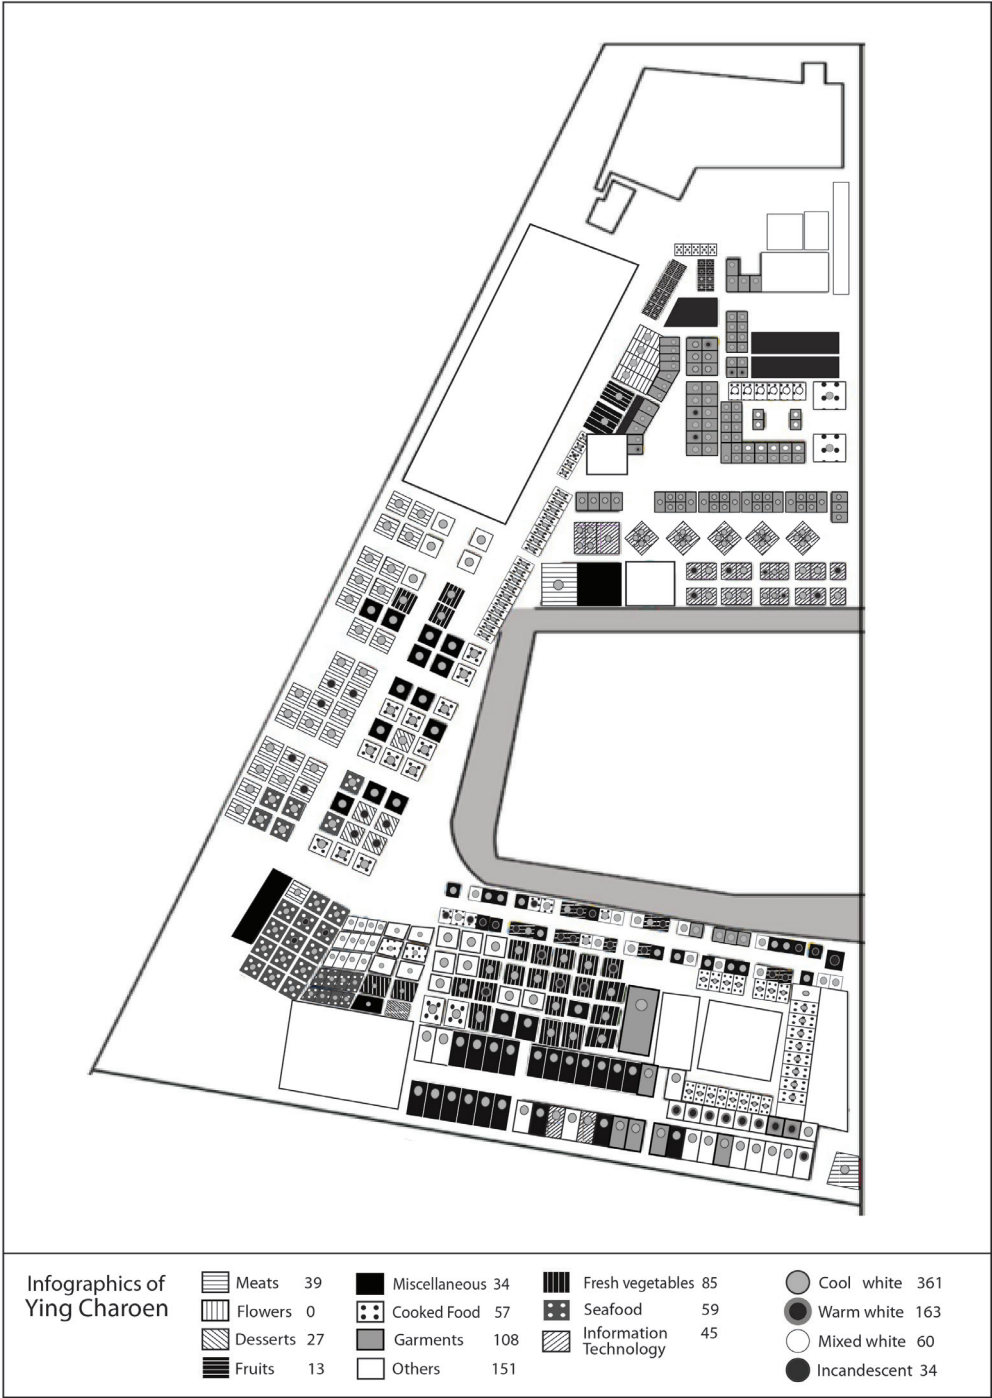 Infographics of
Ying Charoen
Meats 39
Flowers 0
Desserts 27
Fruits 13
Miscellaneous 34
Cooked Food 57
Garments 108
Others 151
Fresh vegetables 85
Seafood 59
Information 45
Technology
Cool white 361
Warm white 163
Mixed white 60
Incandescent 34